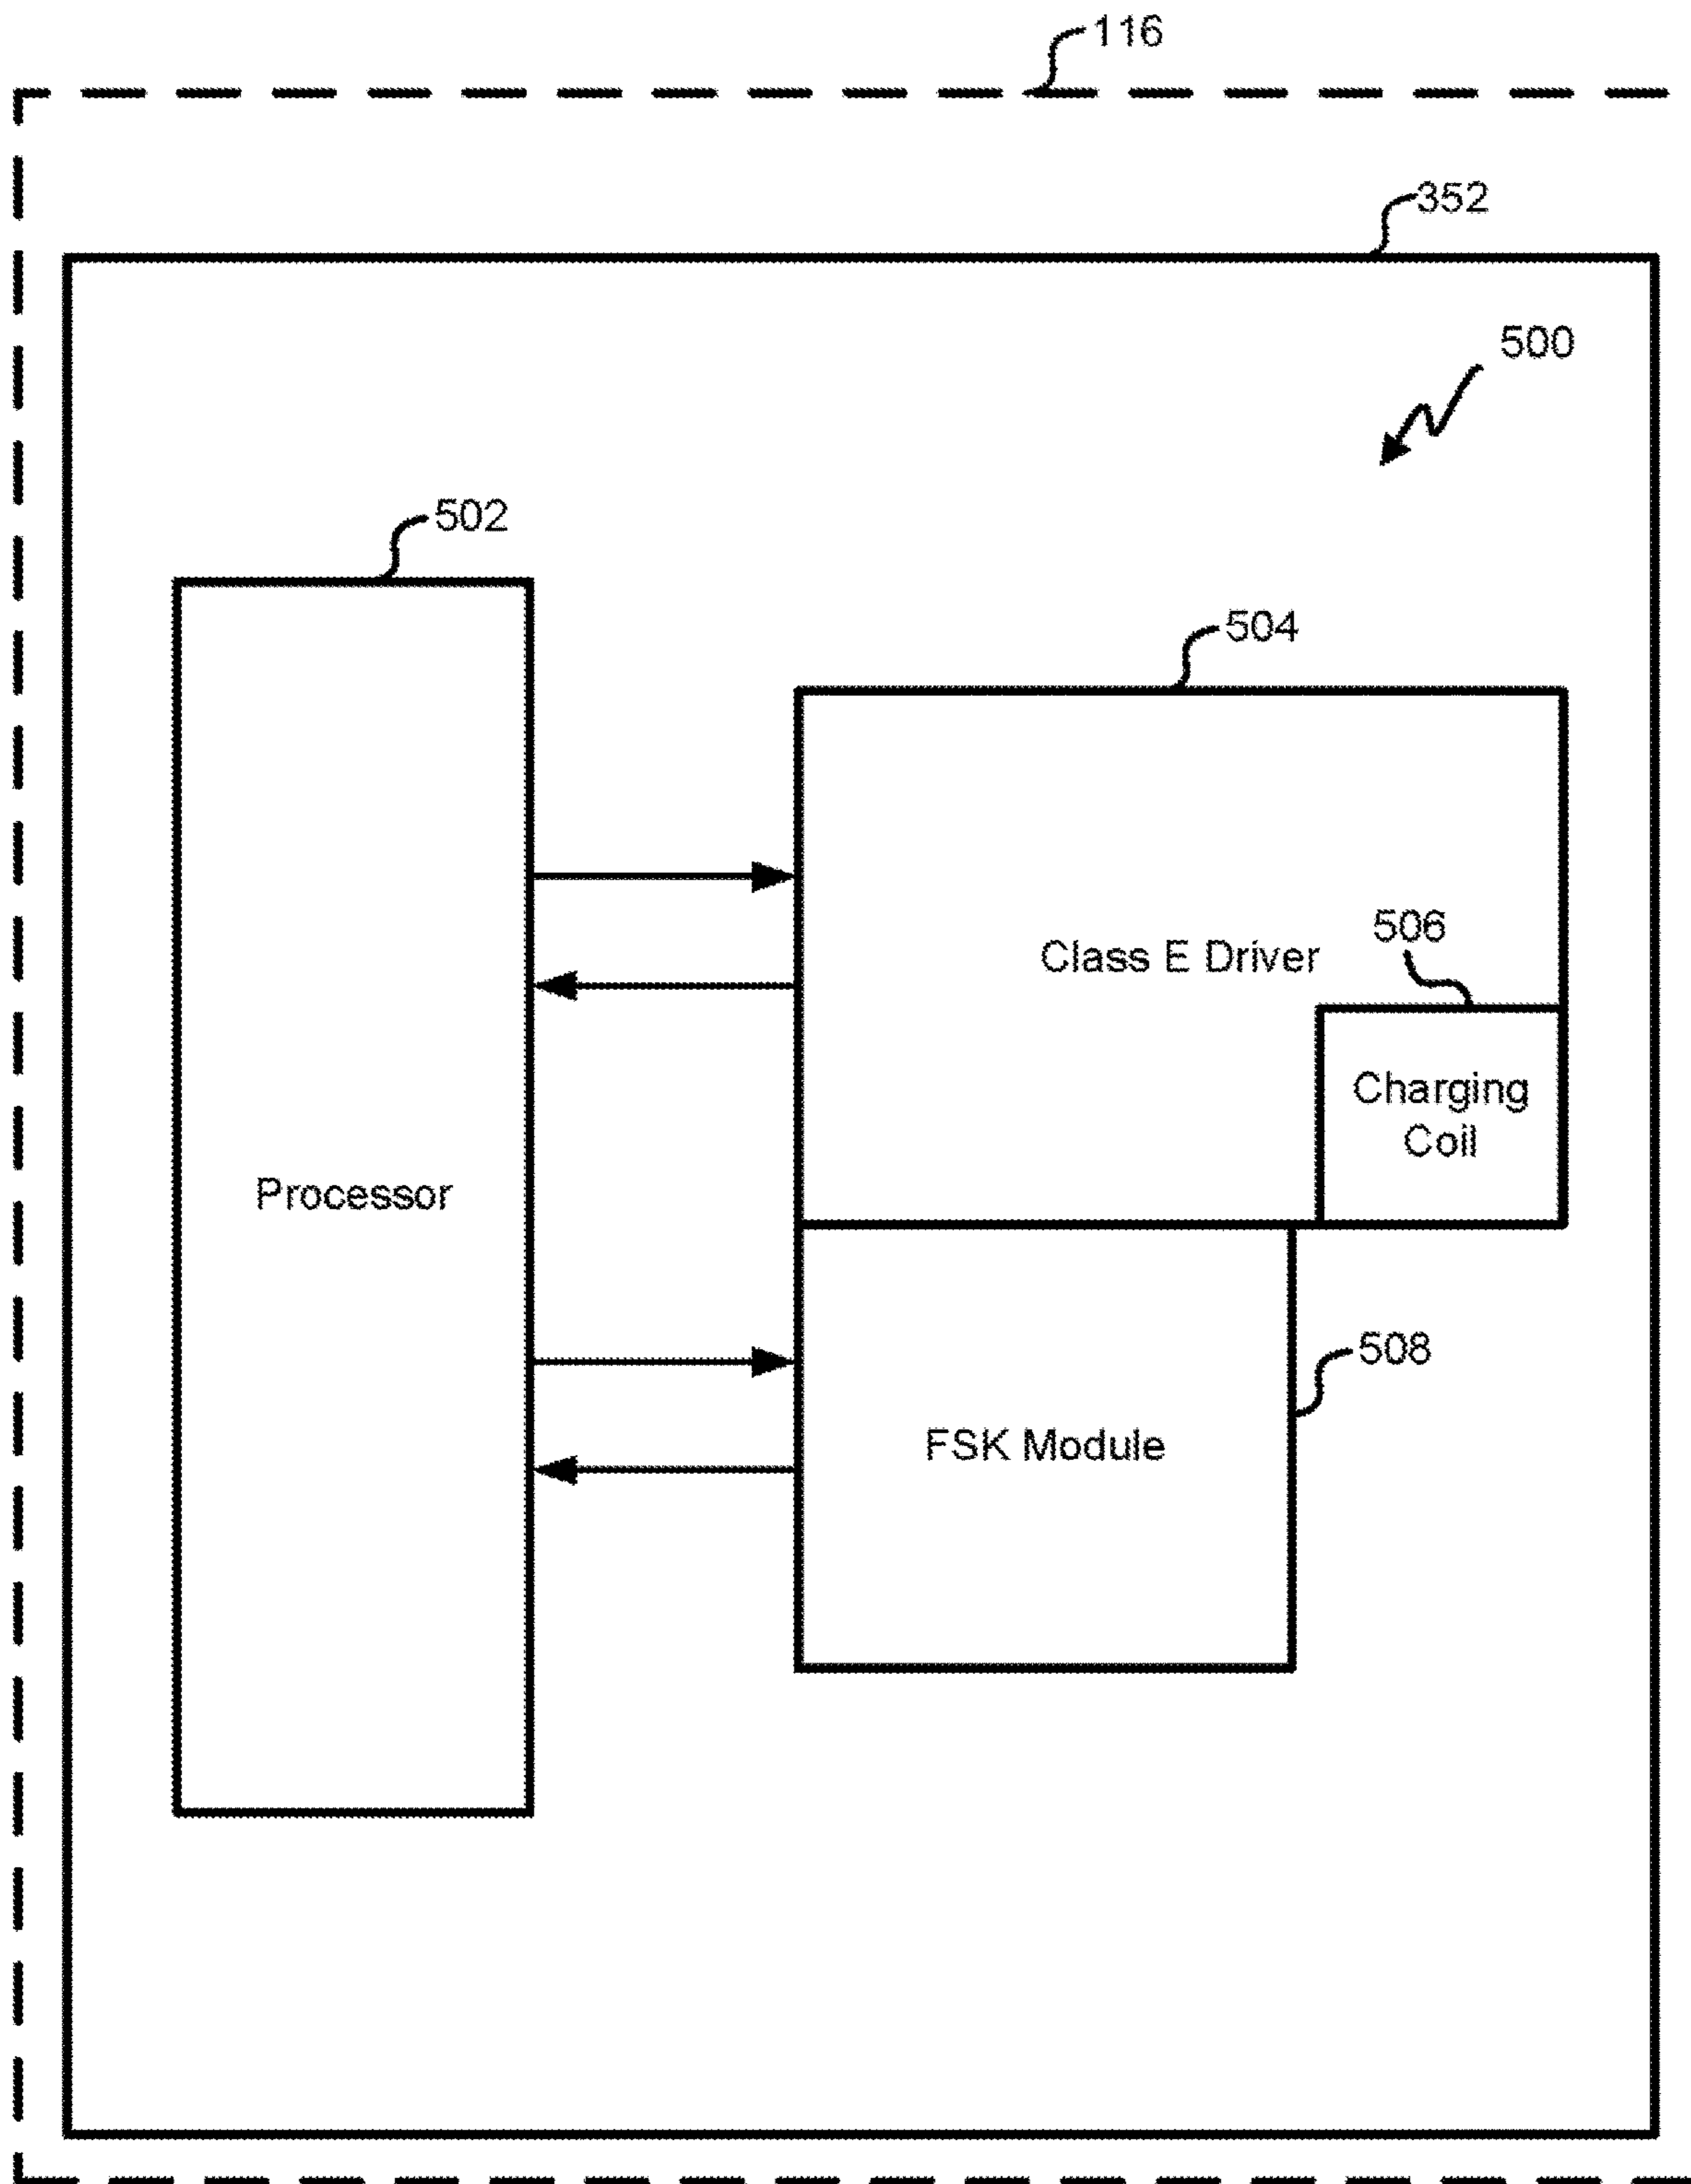 116
352
500
502
504
Class E Driver
506
Charging
Coil
Processor
508
FSK Module